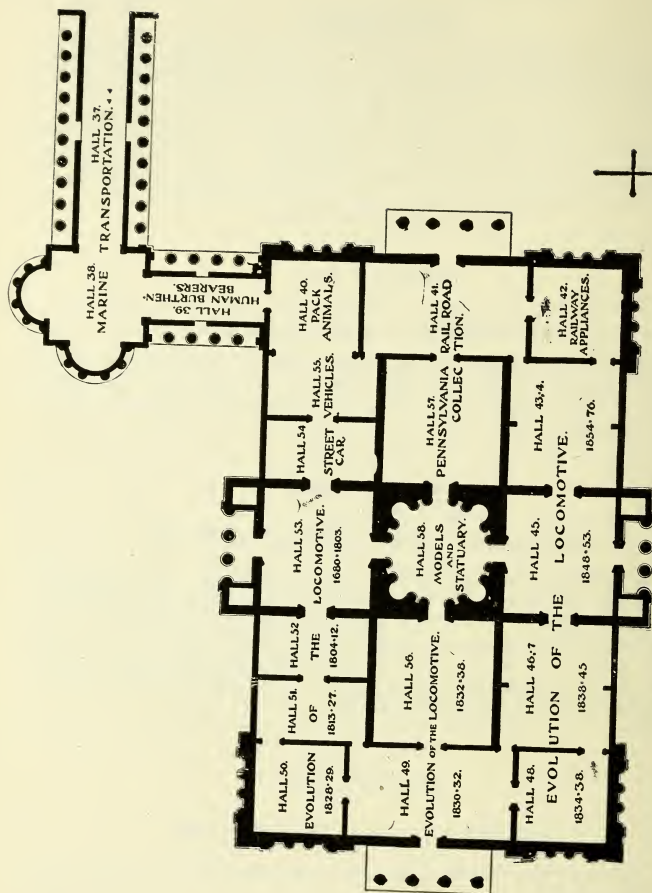 HALL 37.
MARINE TRANSPORTATION.
HALL 38.
HALL 39.
HUMAN BURTHEN-
BEARERS.
HALL 40.
PACK
ANIMALS.
HALL 41.
RAIL ROAD
HALL 42.
RAILWAY
APPLIANCES.
HALL 55.
VEHICLES.
HALL 54
STREET
CAR.
HALL 57.
PENNSYLVANIA
COLLECTION.
HALL 43,4.
1854-76.
HALL 53.
1680-1803.
HALL 58.
MODELS
AND
STATUARY.
HALL 45.
1848-53.
HALL 52
1804-12.
HALL 51.
1813-27.
HALL 56.
1832-38.
HALL 46,7
1838-45
HALL 50.
EVOLUTION OF THE LOCOMOTIVE.
1828-29.
HALL 49.
EVOLUTION OF THE LOCOMOTIVE.
1830-32.
HALL 48.
EVOLUTION OF THE LOCOMOTIVE.
1834-38.